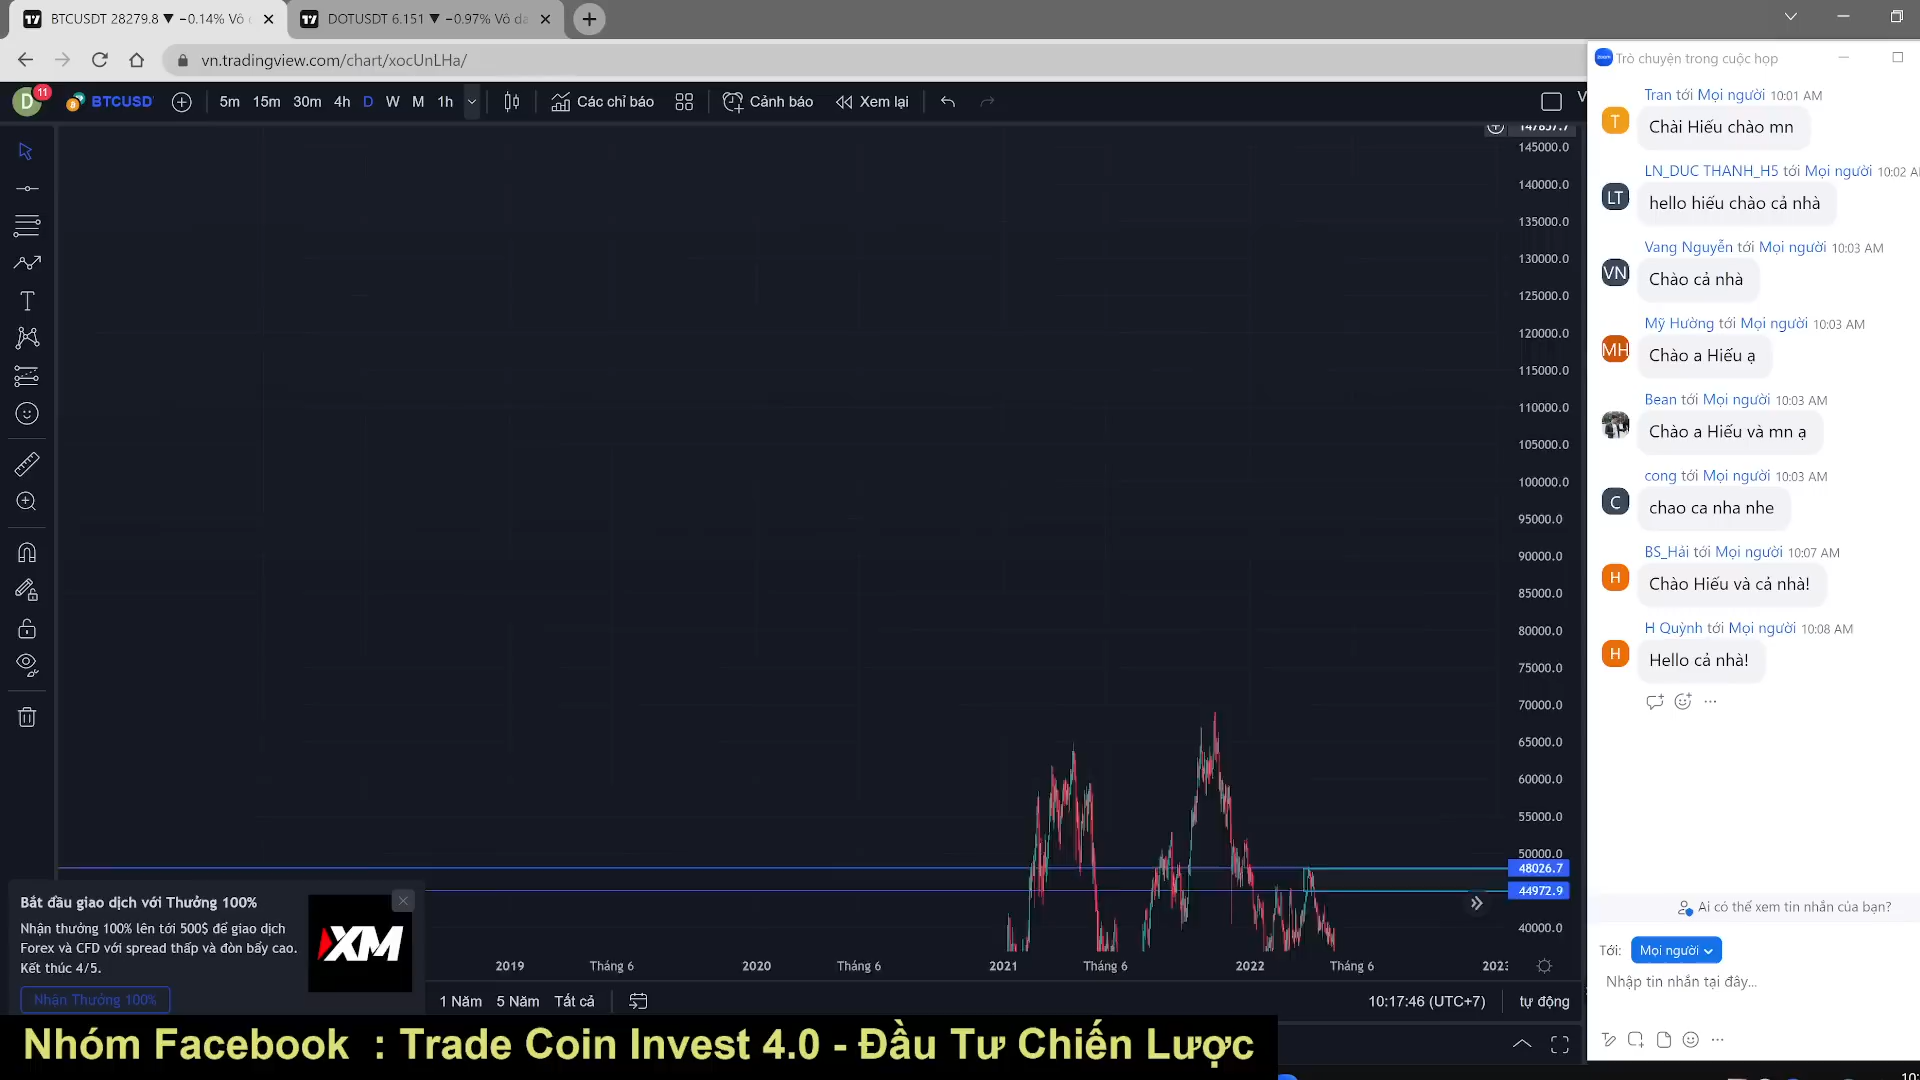 BTCUSDT 28279.8 ▼ −0.14% Vô
DOTUSDT 6.151 ▼ −0.97% Vô da
vn.tradingview.com/chart/xocUnLHa/
D
11
BTCUSD
5m 15m 30m 4h D W M 1h
Các chỉ báo
Cảnh báo
Xem lại
145000.0
140000.0
135000.0
130000.0
125000.0
120000.0
115000.0
110000.0
105000.0
100000.0
95000.0
90000.0
85000.0
80000.0
75000.0
70000.0
65000.0
60000.0
55000.0
50000.0
48026.7
44972.9
40000.0
Bắt đầu giao dịch với Thưởng 100%
Nhận thưởng 100% lên tới 500$ để giao dịch
Forex và CFD với spread thấp và đòn bẩy cao.
Kết thúc 4/5.
Nhận Thưởng 100%
XM
2019 Tháng 6 2020 Tháng 6 2021 Tháng 6 2022 Tháng 6
1 Năm 5 Năm Tất cả
10:17:46 (UTC+7)
tự động
Nhóm Facebook : Trade Coin Invest 4.0 - Đầu Tư Chiến Lược
Trò chuyện trong cuộc họp
Tran tới Mọi người 10:01 AM
T
Chài Hiếu chào mn
LN_DUC THANH_H5 tới Mọi người 10:02
LT
hello hiếu chào cả nhà
Vang Nguyễn tới Mọi người 10:03 AM
VN
Chào cả nhà
Mỹ Hường tới Mọi người 10:03 AM
MH
Chào a Hiếu ạ
Bean tới Mọi người 10:03 AM
Chào a Hiếu và mn ạ
cong tới Mọi người 10:03 AM
C
chao ca nha nhe
BS_Hải tới Mọi người 10:07 AM
H
Chào Hiếu và cả nhà!
H Quỳnh tới Mọi người 10:08 AM
H
Hello cả nhà!
Ai có thể xem tin nhắn của bạn?
Tới: Mọi người
Nhập tin nhắn tại đây...